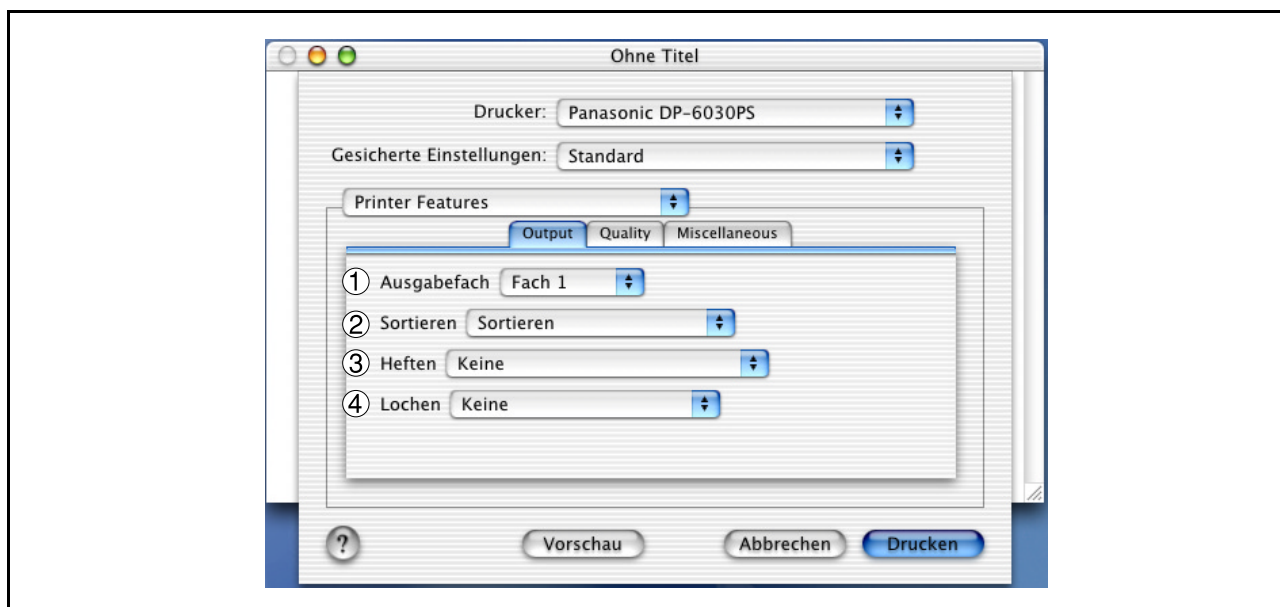 Ohne Titel
Drucker: Panasonic DP-6030PS
Gesicherte Einstellungen: Standard
Printer Features
Output Quality Miscellaneous
① Ausgabefach Fach 1
② Sortieren Sortieren
③ Heften Keine
④ Lochen Keine
? Vorschau Abbrechen Drucken